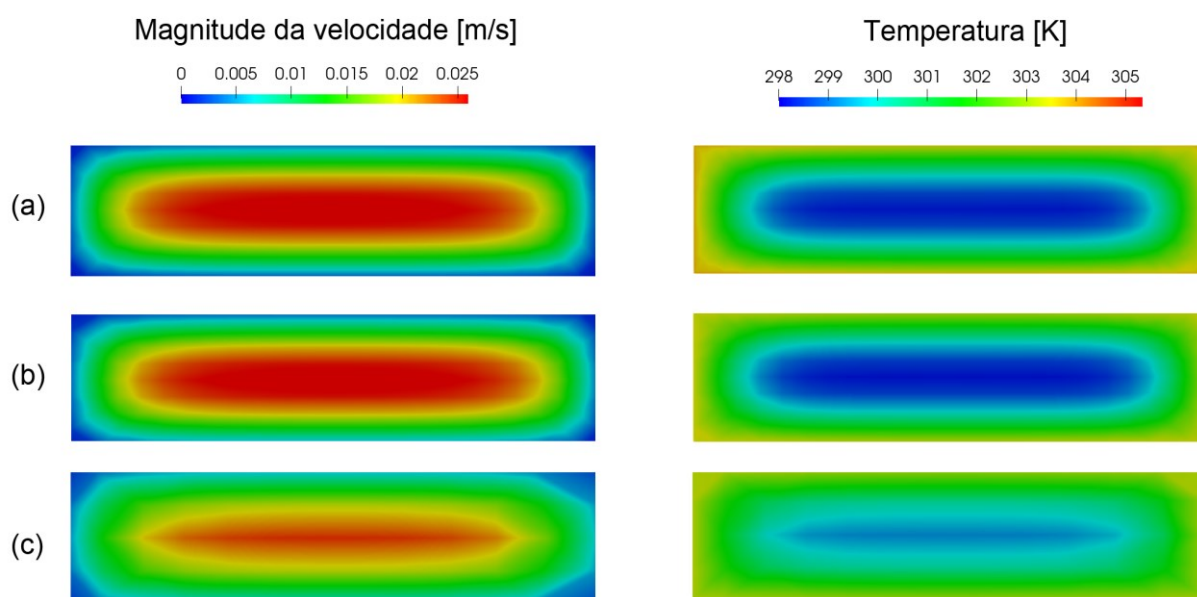 Magnitude da velocidade [m/s]
0 0.005 0.01 0.015 0.02 0.025
Temperatura [K]
298 299 300 301 302 303 304 305
(a)
(b)
(c)